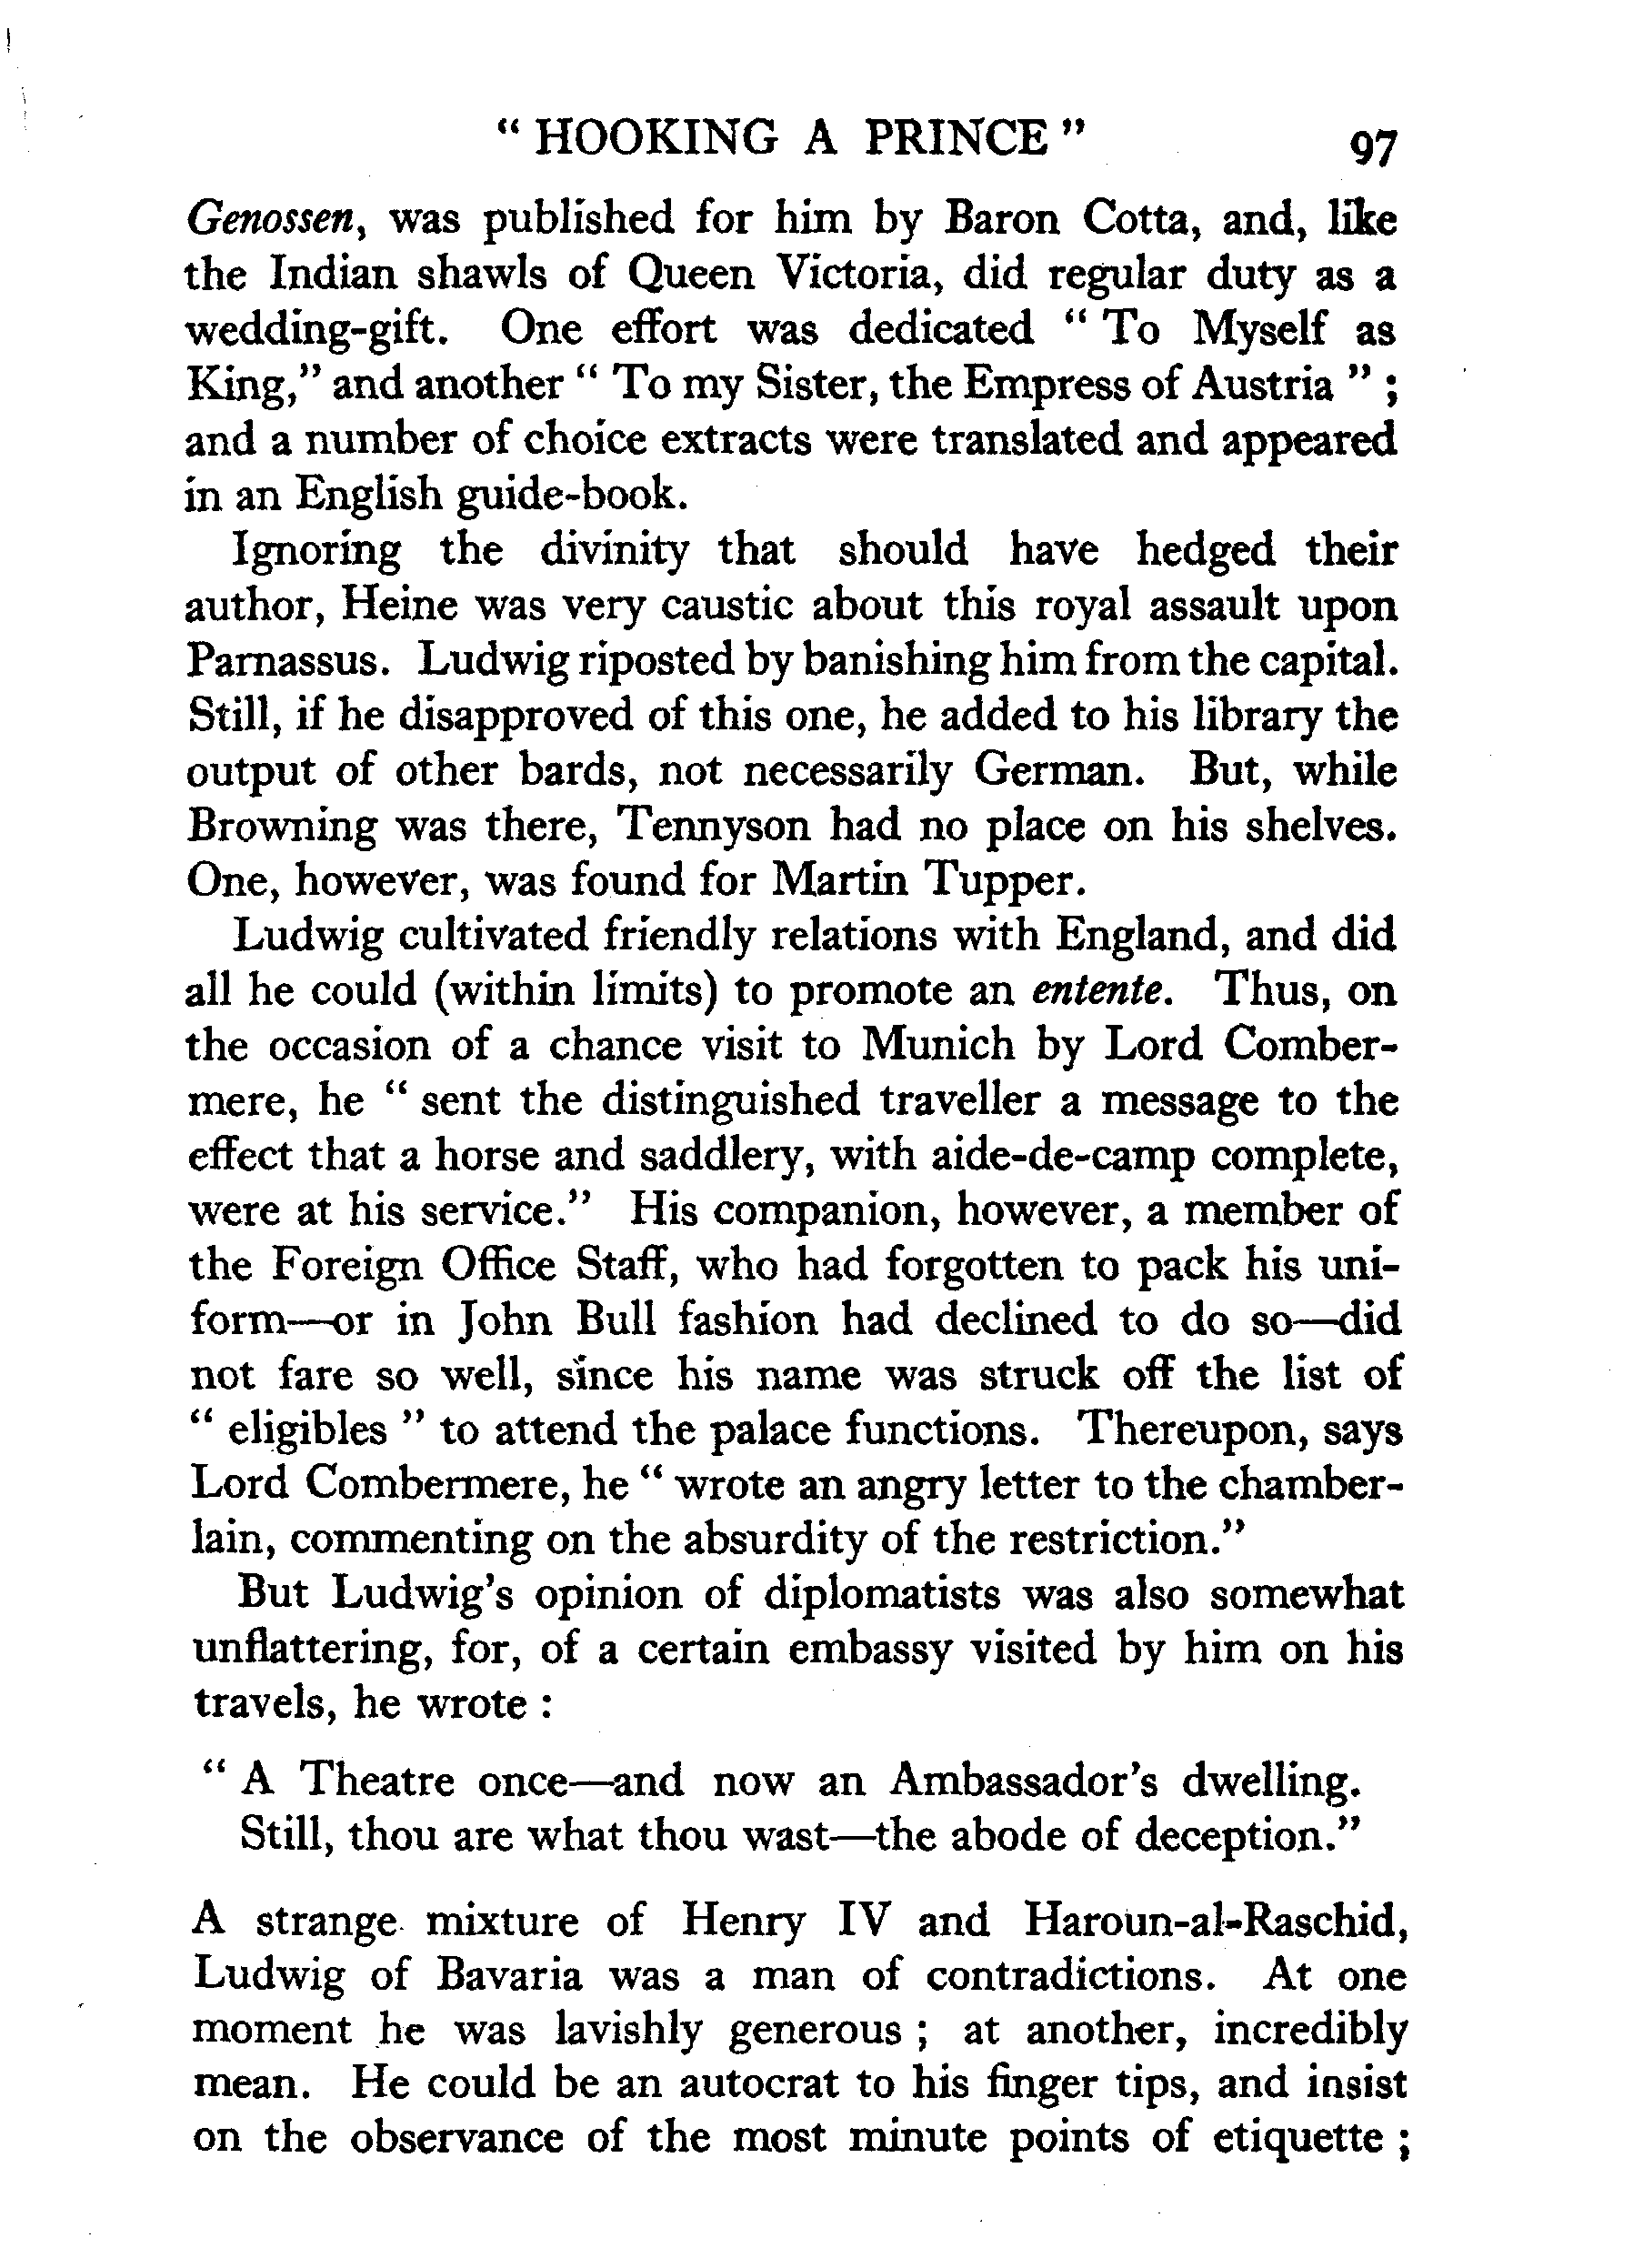 " HOOKING A PRINCE " 97
Genossen, was published for him by Baron Cotta, and, like
the Indian shawls of Queen Victoria, did regular duty as a
wedding-gift. One effort was dedicated " To Myself as
King," and another " To my Sister, the Empress of Austria " ;
and a number of choice extracts were translated and appeared
in an English guide-book.
Ignoring the divinity that should have hedged their
author, Heine was very caustic about this royal assault upon
Parnassus. Ludwig riposted by banishing him from the capital.
Still, if he disapproved of this one, he added to his library the
output of other bards, not necessarily German. But, while
Browning was there, Tennyson had no place on his shelves.
One, however, was found for Martin Tupper.
Ludwig cultivated friendly relations with England, and did
all he could (within limits) to promote an entente. Thus, on
the occasion of a chance visit to Munich by Lord Comber-
mere, he " sent the distinguished traveller a message to the
effect that a horse and saddlery, with aide-de-camp complete,
were at his service." His companion, however, a member of
the Foreign Office Staff, who had forgotten to pack his uni-
form—or in John Bull fashion had declined to do so—did
not fare so well, since his name was struck off the list of
" eligibles " to attend the palace functions. Thereupon, says
Lord Combermere, he " wrote an angry letter to the chamber-
lain, commenting on the absurdity of the restriction."
But Ludwig's opinion of diplomatists was also somewhat
unflattering, for, of a certain embassy visited by him on his
travels, he wrote :
" A Theatre once—and now an Ambassador's dwelling.
Still, thou are what thou wast—the abode of deception."
A strange mixture of Henry IV and Haroun-al-Raschid,
Ludwig of Bavaria was a man of contradictions. At one
moment he was lavishly generous ; at another, incredibly
mean. He could be an autocrat to his finger tips, and insist
on the observance of the most minute points of etiquette ;